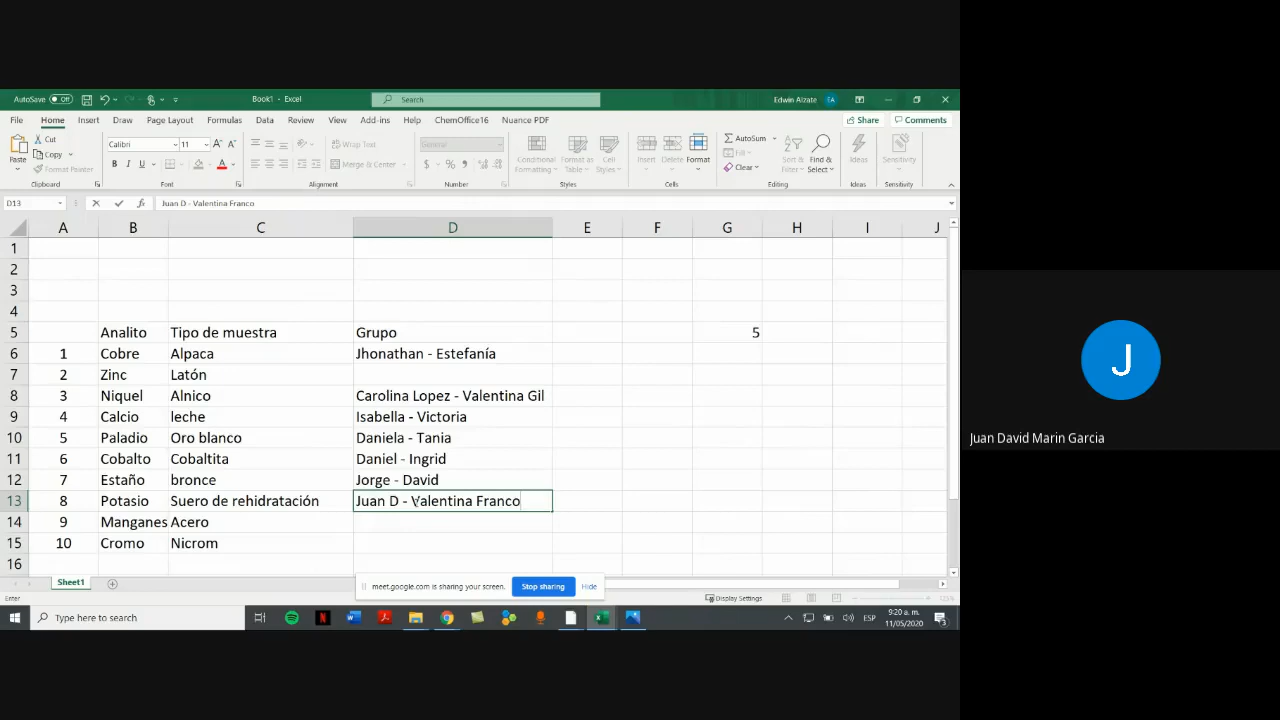 AutoSave Off Book1 - Excel Search Edwin Alzate EA
File Home Insert Draw Page Layout Formulas Data Review View Add-ins Help ChemOffice16 Nuance PDF Share Comments
Paste Cut Copy Format Painter
Calibri 11
Wrap Text
Merge & Center
General
Conditional Formatting Format as Table Cell Styles
Insert Delete Format
AutoSum Fill Clear
Sort & Filter Find & Select
Ideas Sensitivity
Clipboard Font Alignment Number Styles Cells Editing Ideas Sensitivity
D13 fx Juan D - Valentina Franco
A B C D E F G H I J
1
2
3
4
5 Analito Tipo de muestra Grupo 5
6 1 Cobre Alpaca Jhonathan - Estefanía
7 2 Zinc Latón
8 3 Niquel Alnico Carolina Lopez - Valentina Gil
9 4 Calcio leche Isabella - Victoria
10 5 Paladio Oro blanco Daniela - Tania
11 6 Cobalto Cobaltita Daniel - Ingrid
12 7 Estaño bronce Jorge - David
13 8 Potasio Suero de rehidratación Juan D - Valentina Franco
14 9 Manganes Acero
15 10 Cromo Nicrom
16
Sheet1
meet.google.com is sharing your screen. Stop sharing Hide
Enter Display Settings
Type here to search
ESP 9:20 a. m.
11/05/2020
J
Juan David Marin Garcia